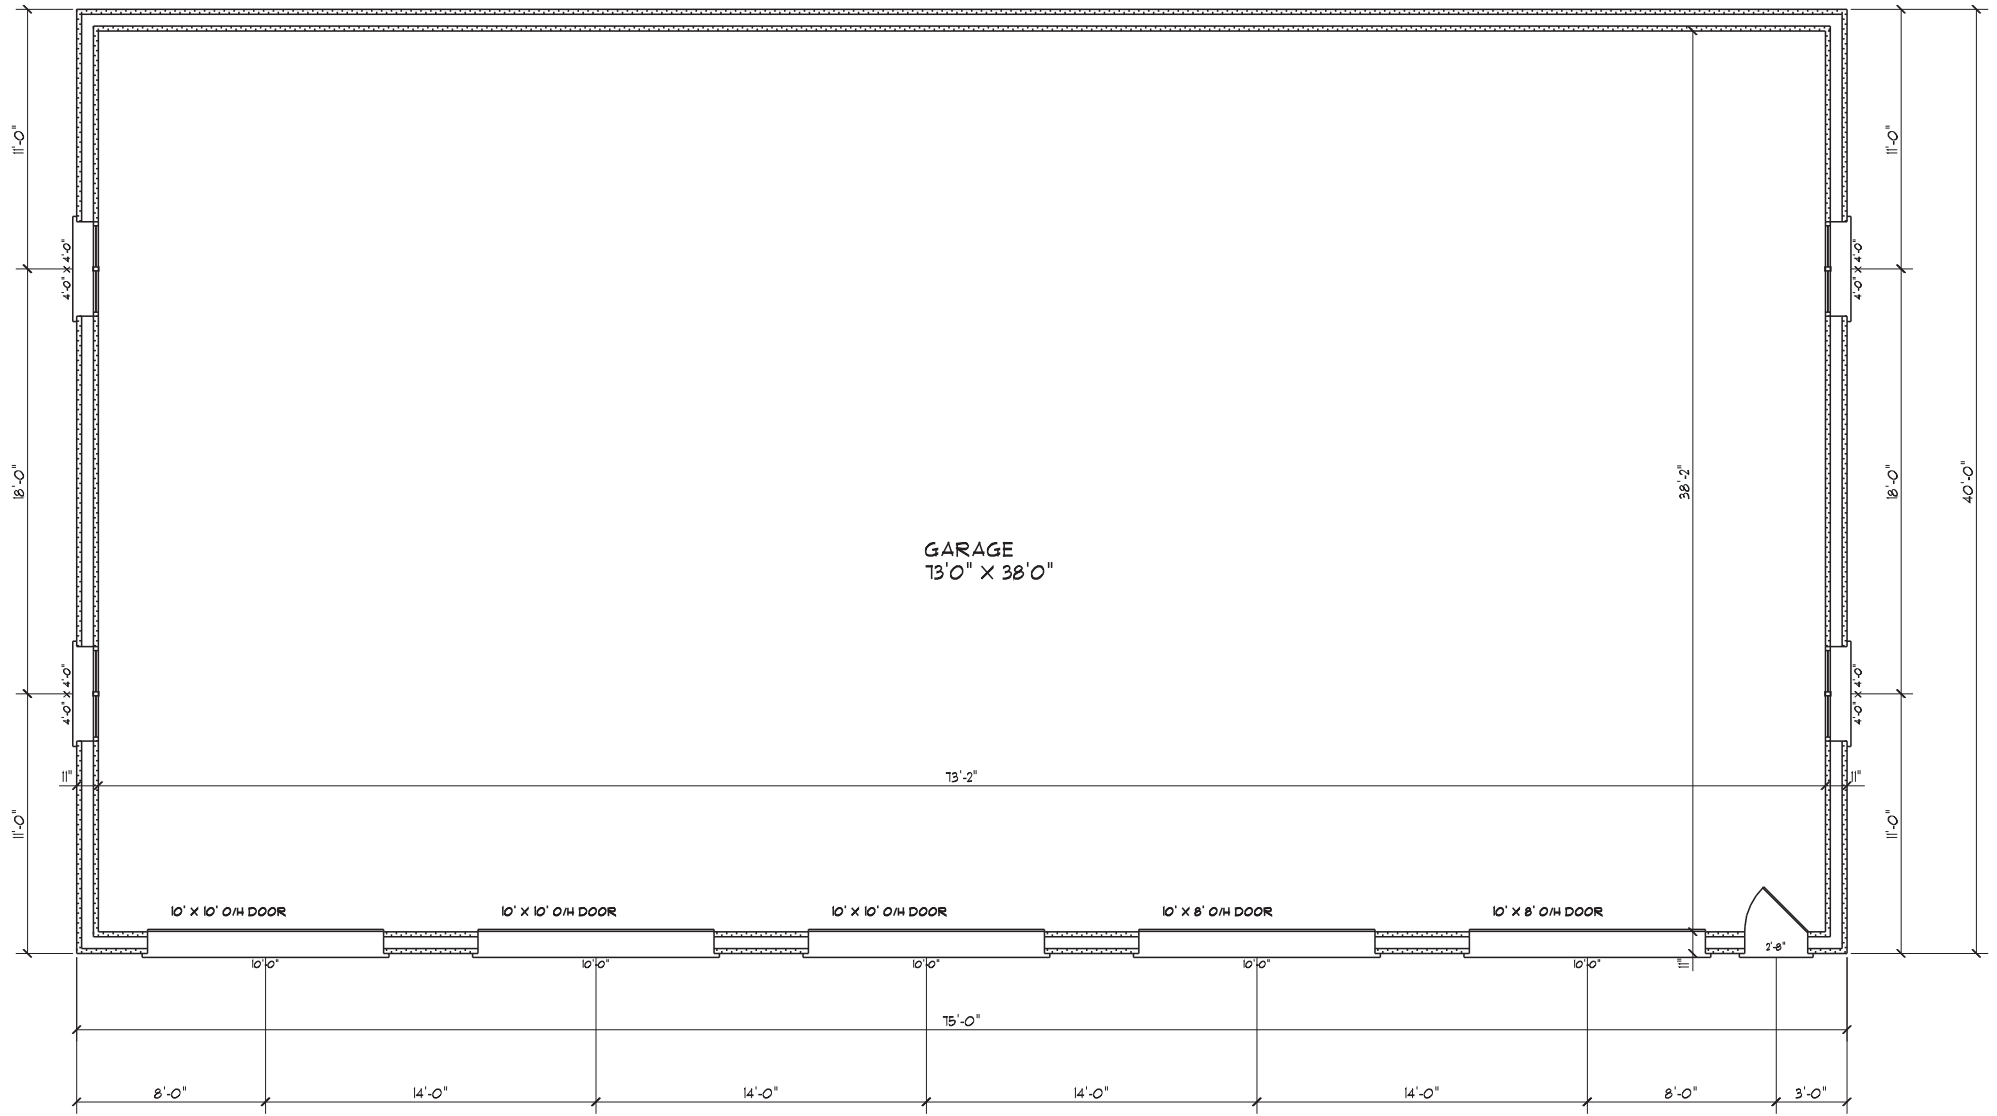 11'-0"
11'-0"
4'-0" X 4'-0"
4'-0" X 4'-0"
18'-0"
38'-2"
18'-0"
40'-0"
GARAGE
73'0" X 38'0"
4'-0" X 4'-0"
4'-0" X 4'-0"
11"
73'-2"
11"
11'-0"
11'-0"
10' X 10' O/H DOOR
10' X 10' O/H DOOR
10' X 10' O/H DOOR
10' X 8' O/H DOOR
10' X 8' O/H DOOR
2'-8"
10'-0"
10'-0"
10'-0"
10'-0"
10'-0"
11"
75'-0"
8'-0"
14'-0"
14'-0"
14'-0"
14'-0"
8'-0"
3'-0"